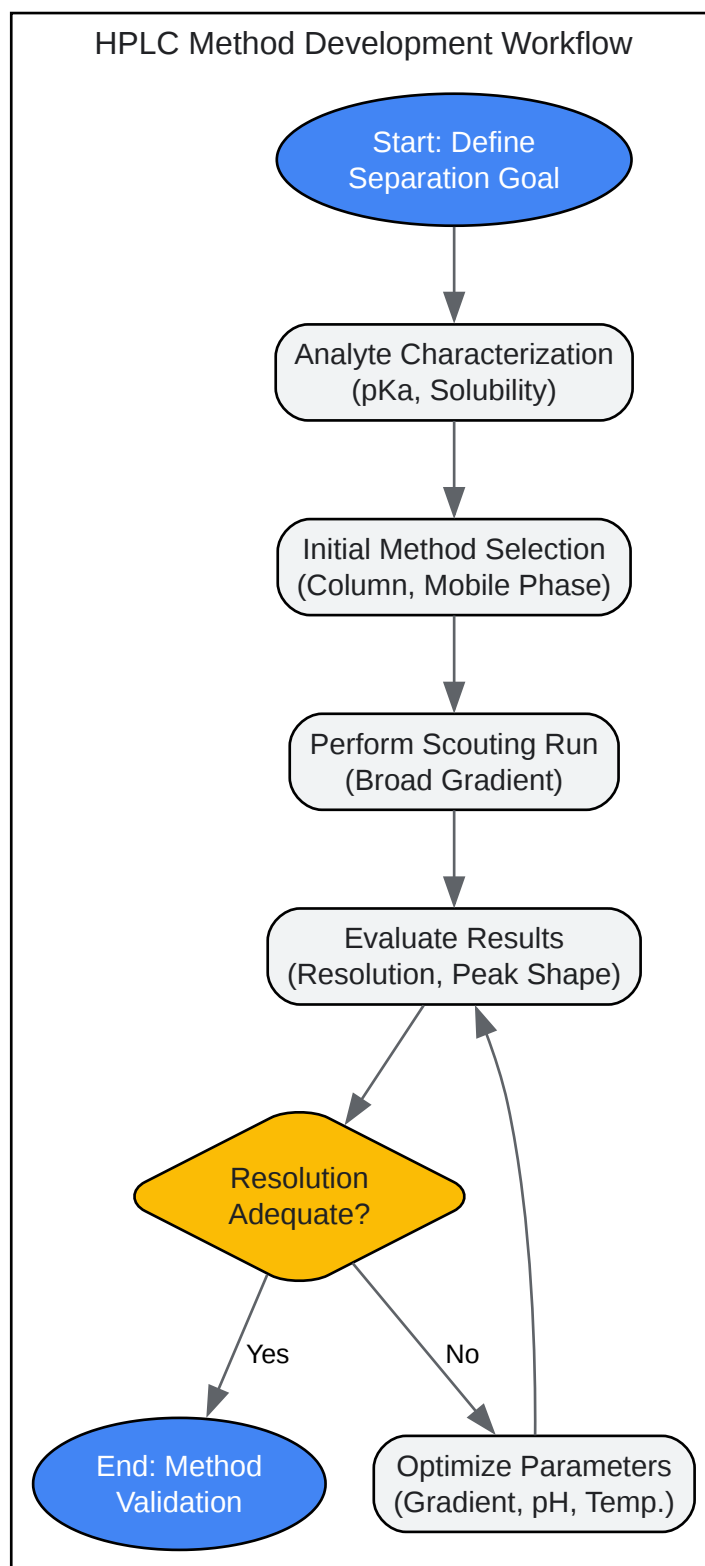 HPLC Method Development Workflow
Start: Define
Separation Goal
Analyte Characterization
(pKa, Solubility)
Initial Method Selection
(Column, Mobile Phase)
Perform Scouting Run
(Broad Gradient)
Evaluate Results
(Resolution, Peak Shape)
Resolution
Adequate?
Yes
No
End: Method
Validation
Optimize Parameters
(Gradient, pH, Temp.)